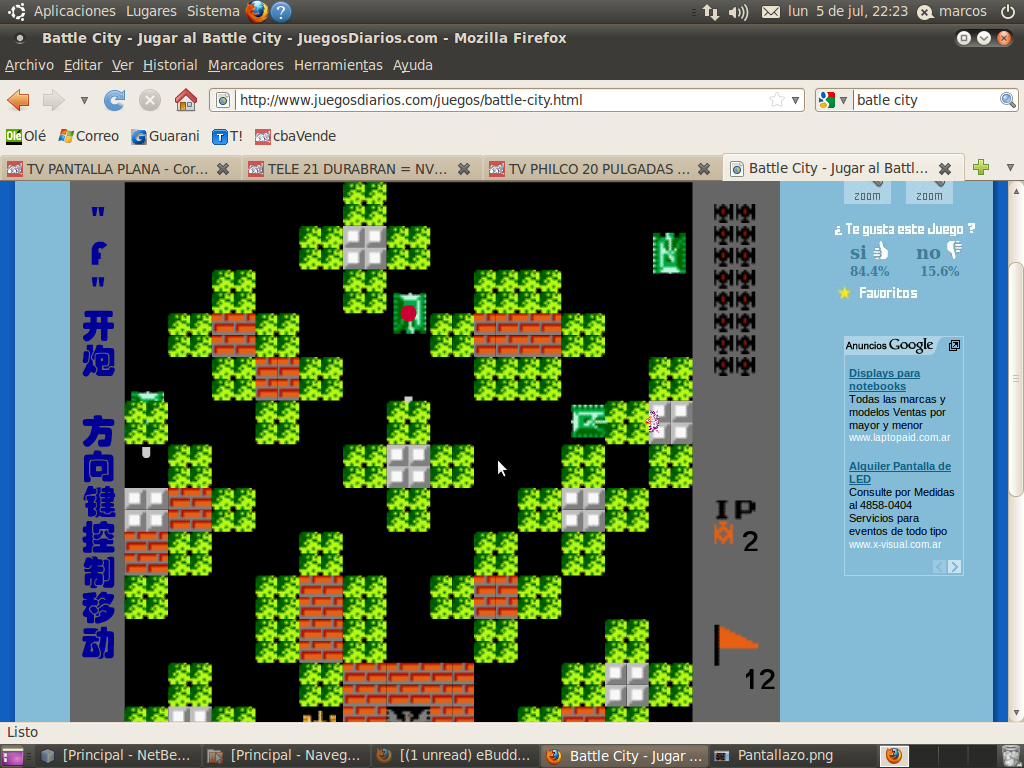 Aplicaciones Lugares Sistema
lun 5 de jul, 22:23 marcos
Battle City - Jugar al Battle City - JuegosDiarios.com - Mozilla Firefox
Archivo Editar Ver Historial Marcadores Herramientas Ayuda
http://www.juegosdiarios.com/juegos/battle-city.html
batle city
Olé Correo Guarani T! cbaVende
TV PANTALLA PLANA - Cor...
TELE 21 DURABRAN = NV...
TV PHILCO 20 PULGADAS ...
Battle City - Jugar al Battl...
"f"开炮 方向键控制移动
IP
2
12
zoom zoom
¿ Te gusta este Juego ?
si no
84.4% 15.6%
Favoritos
Anuncios Google
Displays para
notebooks
Todas las marcas y
modelos Ventas por
mayor y menor
www.laptopaid.com.ar
Alquiler Pantalla de
LED
Consulte por Medidas
al 4858-0404
Servicios para
eventos de todo tipo
www.x-visual.com.ar
Listo
[Principal - NetBe...
[Principal - Naveg...
[(1 unread) eBudd...
Battle City - Jugar ...
Pantallazo.png